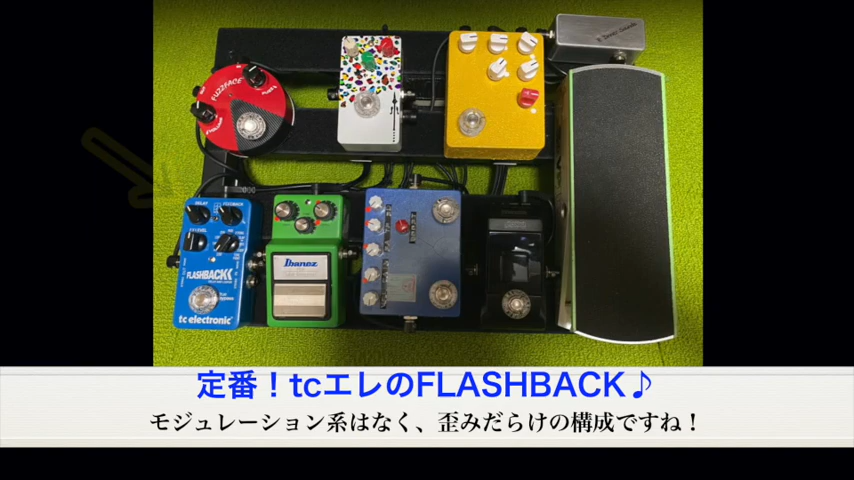 FUZZFACE
DELAY
FEEDBACK
FX LEVEL
FLASHBACK
tc electronic
Ibanez
定番！tcエレのFLASHBACK♪
モジュレーション系はなく、歪みだらけの構成ですね！